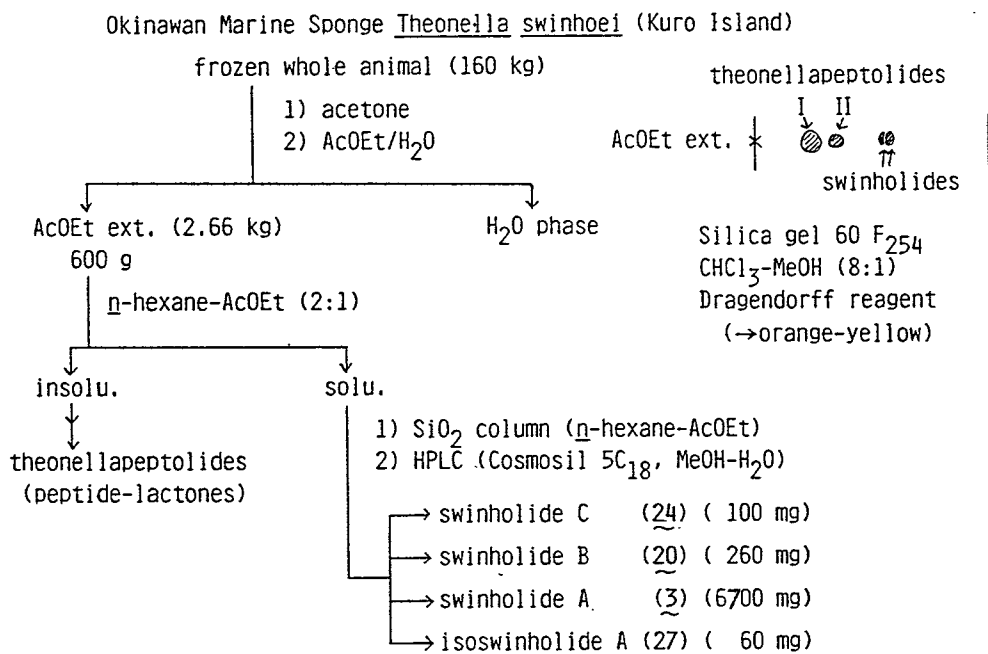 Okinawan Marine Sponge Theonella swinhoei (Kuro Island)
frozen whole animal (160 kg)
1) acetone
2) AcOEt/H₂O
AcOEt ext. (2.66 kg)
600 g
H₂O phase
n-hexane-AcOEt (2:1)
insolu.
solu.
theonellapeptolides
(peptide-lactones)
1) SiO₂ column (n-hexane-AcOEt)
2) HPLC (Cosmosil 5C₁₈, MeOH-H₂O)
swinholide C (24) ( 100 mg)
swinholide B (20) ( 260 mg)
swinholide A (3) (6700 mg)
isoswinholide A (27) ( 60 mg)
theonellapeptolides
I II
AcOEt ext.
swinholides
Silica gel 60 F₂₅₄
CHCl₃-MeOH (8:1)
Dragendorff reagent
(→orange-yellow)